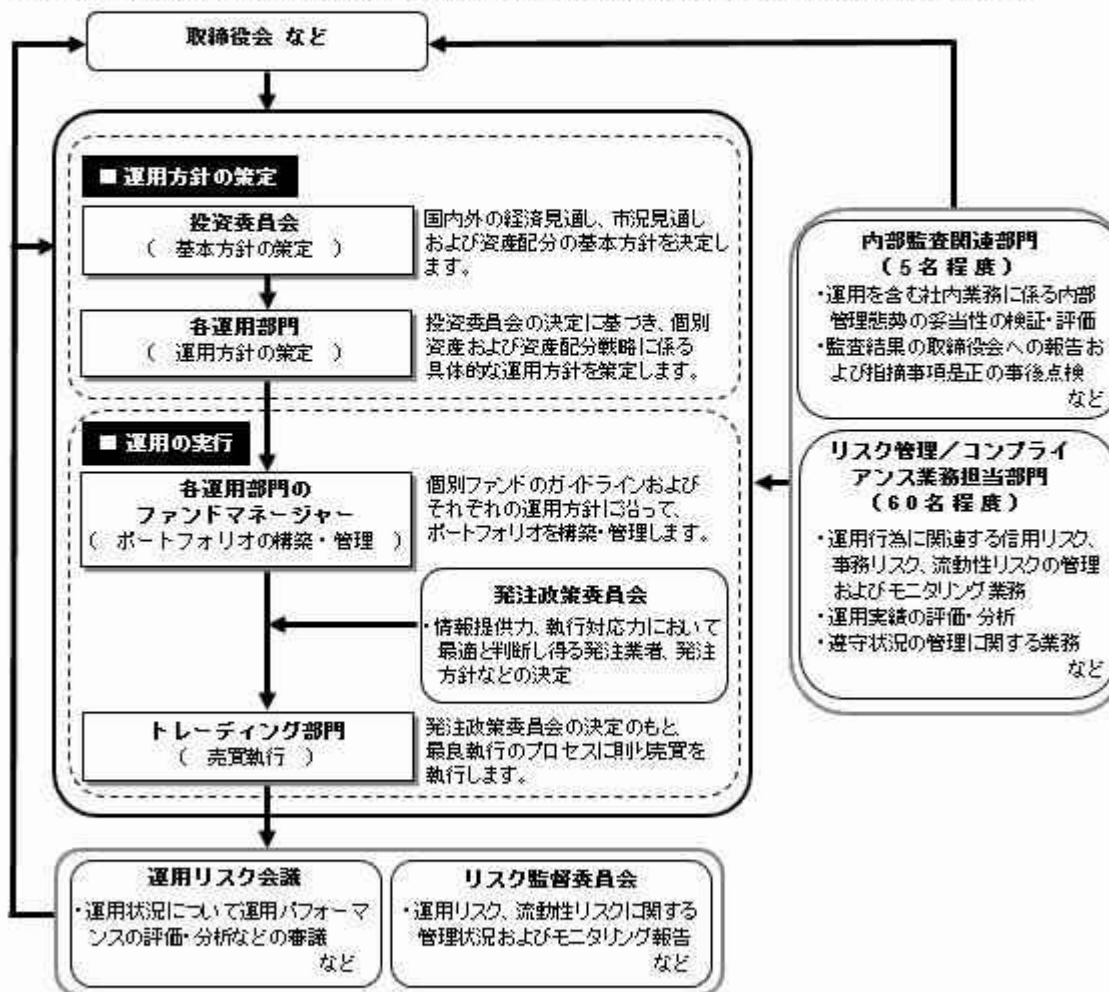 取締役会 など
■ 運用方針の策定
投資委員会
( 基本方針の策定 )
国内外の経済見通し、市況見通し
および資産配分の基本方針を決定し
ます。
各運用部門
( 運用方針の策定 )
投資委員会の決定に基づき、個別
資産および資産配分戦略に係る
具体的な運用方針を策定します。
■ 運用の実行
各運用部門の
ファンドマネージャー
( ポートフォリオの構築・管理 )
個別ファンドのガイドラインおよび
それぞれの運用方針に沿って、
ポートフォリオを構築・管理します。
発注政策委員会
・情報提供力、執行対応力において
最適と判断し得る発注業者、発注
方針などの決定
トレーディング部門
( 売買執行 )
発注政策委員会の決定のもと、
最良執行のプロセスに則り売買を
執行します。
内部監査関連部門
(5名程度)
・運用を含む社内業務に係る内部
管理態勢の妥当性の検証・評価
・監査結果の取締役会への報告お
よび指摘事項是正の事後点検
など
リスク管理/コンプライ
アンス業務担当部門
(60名程度)
・運用行為に関連する信用リスク、
事務リスク、流動性リスクの管理
およびモニタリング業務
・運用実績の評価・分析
・遵守状況の管理に関する業務
など
運用リスク会議
・運用状況について運用パフォーマ
ンスの評価・分析などの審議
など
リスク監督委員会
・運用リスク、流動性リスクに関する
管理状況およびモニタリング報告
など